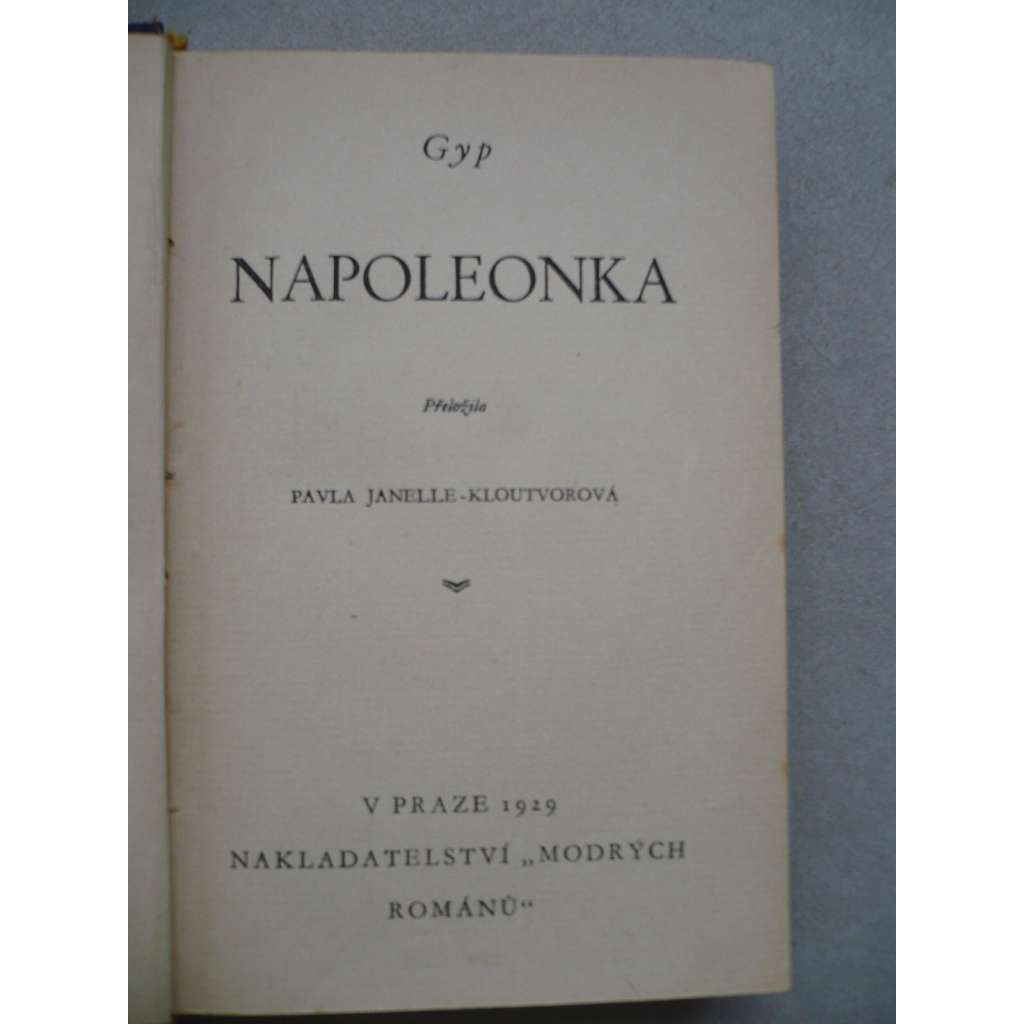 Gyp
NAPOLEONKA
Přeložila
PAVLA JANELLE-KLOUTVOROVÁ
V PRAZE 1929
NAKLADATELSTVÍ „MODRÝCH
ROMÁNŮ“